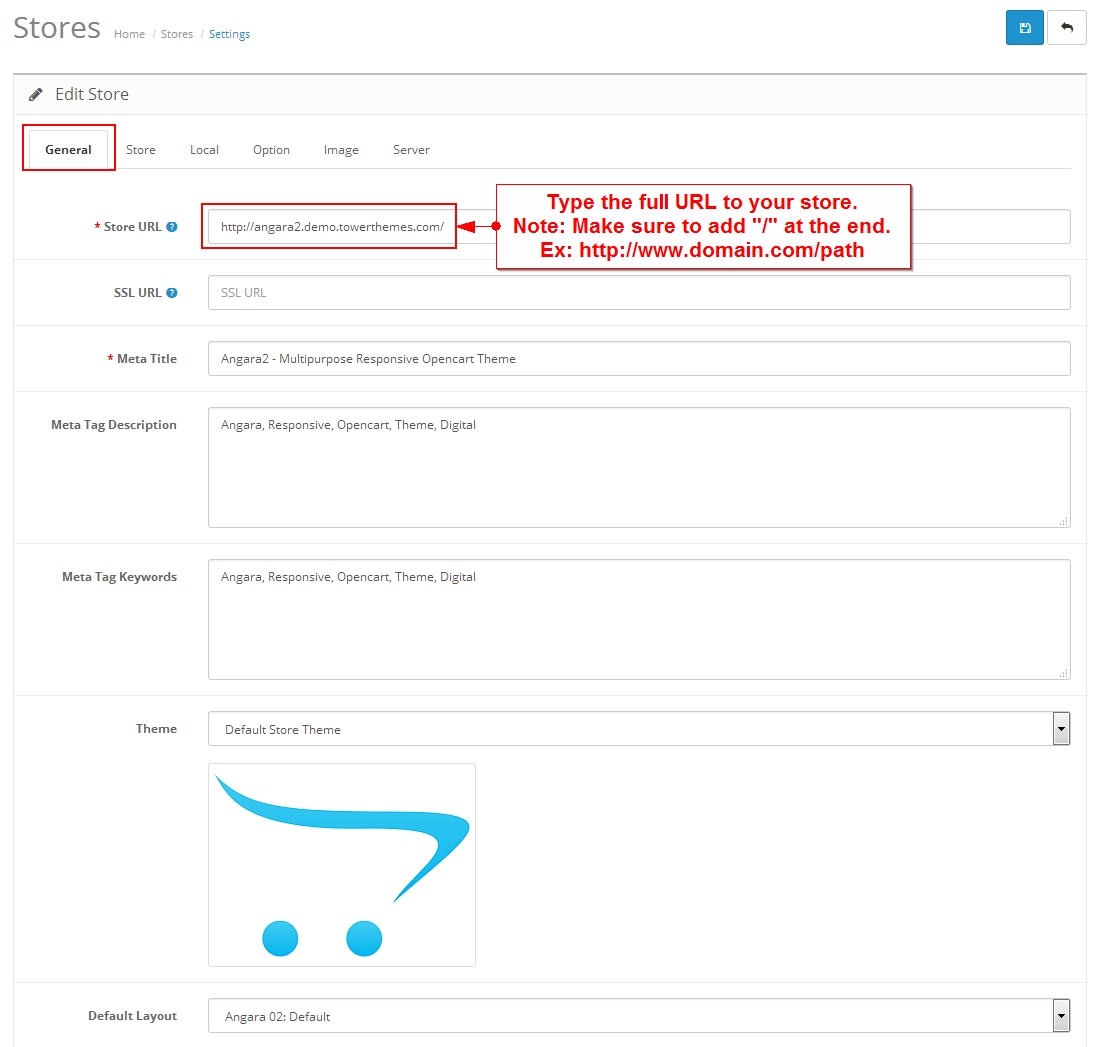 Stores Home / Stores / Settings
Edit Store
General Store Local Option Image Server
Type the full URL to your store.
* Store URL ? http://angara2.demo.towerthemes.com/ Note: Make sure to add "/" at the end.
Ex: http://www.domain.com/path
SSL URL ? SSL URL
* Meta Title Angara2 - Multipurpose Responsive Opencart Theme
Meta Tag Description Angara, Responsive, Opencart, Theme, Digital
Meta Tag Keywords Angara, Responsive, Opencart, Theme, Digital
Theme Default Store Theme
Default Layout Angara 02: Default